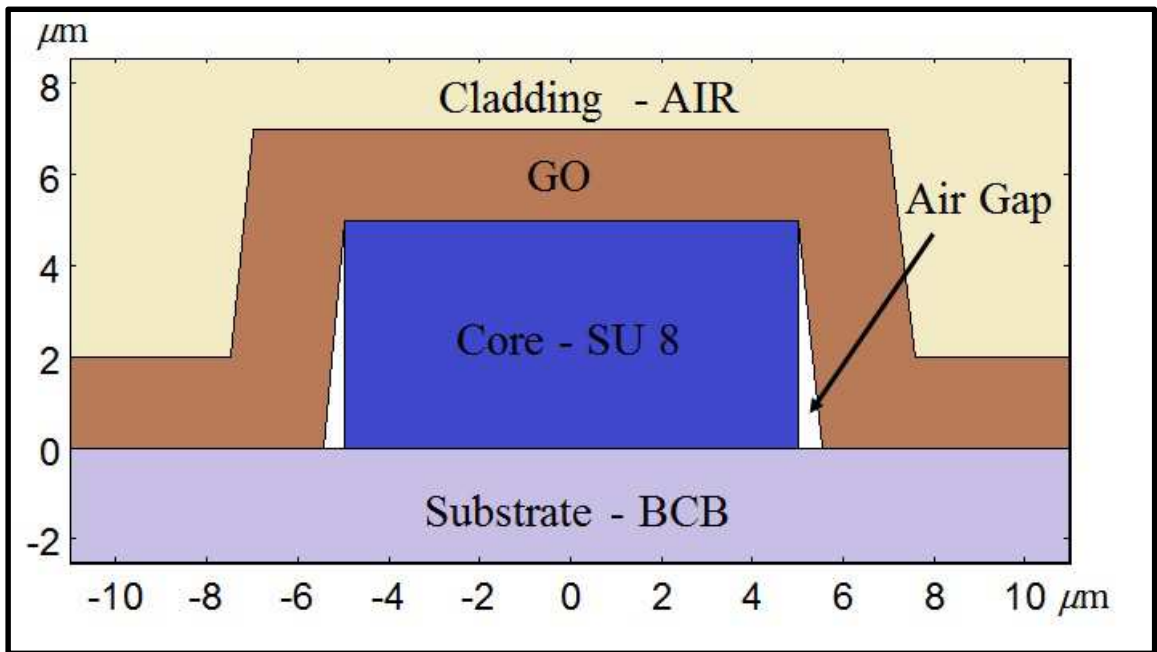 μm
8
Cladding - AIR
6
GO
Air Gap
4
Core - SU 8
2
0
Substrate - BCB
-2
-10 -8 -6 -4 -2 0 2 4 6 8 10 μm